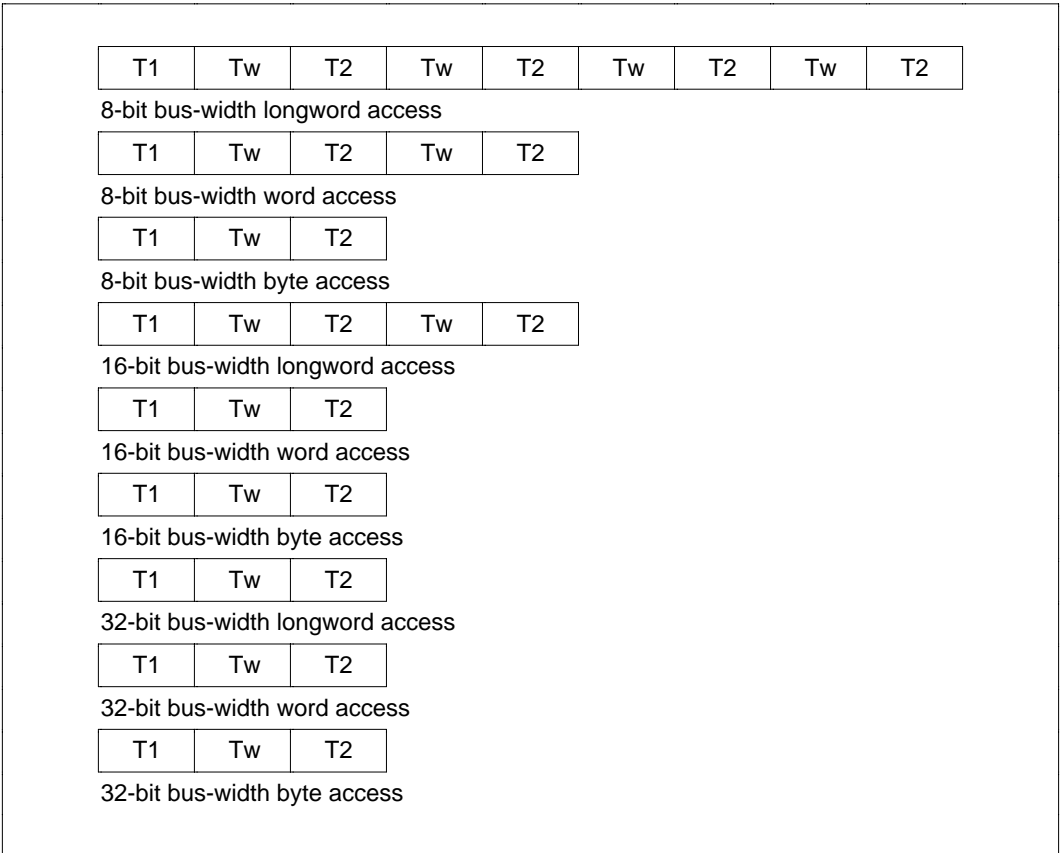 T1 Tw T2 Tw T2 Tw T2 Tw T2
8-bit bus-width longword access
T1 Tw T2 Tw T2
8-bit bus-width word access
T1 Tw T2
8-bit bus-width byte access
T1 Tw T2 Tw T2
16-bit bus-width longword access
T1 Tw T2
16-bit bus-width word access
T1 Tw T2
16-bit bus-width byte access
T1 Tw T2
32-bit bus-width longword access
T1 Tw T2
32-bit bus-width word access
T1 Tw T2
32-bit bus-width byte access